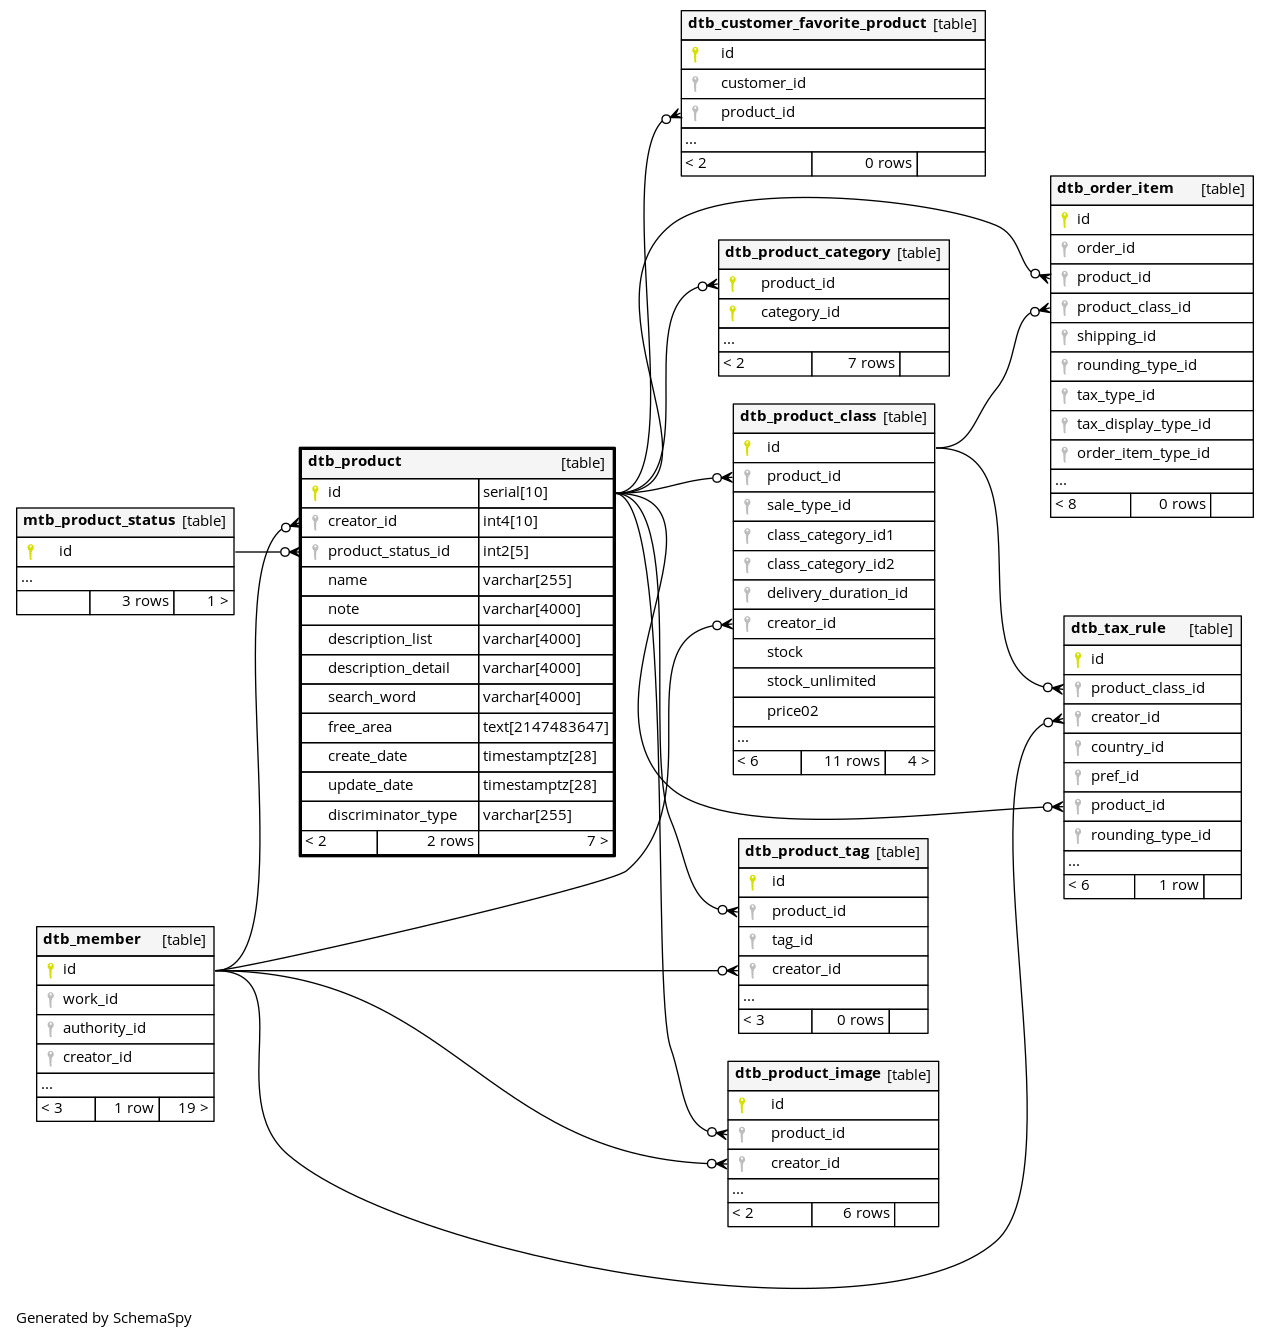 dtb_customer_favorite_product [table]
id
customer_id
product_id
...
< 2 0 rows
dtb_order_item [table]
id
order_id
product_id
product_class_id
shipping_id
rounding_type_id
tax_type_id
tax_display_type_id
order_item_type_id
...
< 8 0 rows
dtb_product_category [table]
product_id
category_id
...
< 2 7 rows
dtb_product_class [table]
id
product_id
sale_type_id
class_category_id1
class_category_id2
delivery_duration_id
creator_id
stock
stock_unlimited
price02
...
< 6 11 rows 4 >
dtb_product [table]
id serial[10]
creator_id int4[10]
product_status_id int2[5]
name varchar[255]
note varchar[4000]
description_list varchar[4000]
description_detail varchar[4000]
search_word varchar[4000]
free_area text[2147483647]
create_date timestamptz[28]
update_date timestamptz[28]
discriminator_type varchar[255]
< 2 2 rows 7 >
mtb_product_status [table]
id
...
3 rows 1 >
dtb_tax_rule [table]
id
product_class_id
creator_id
country_id
pref_id
product_id
rounding_type_id
...
< 6 1 row
dtb_product_tag [table]
id
product_id
tag_id
creator_id
...
< 3 0 rows
dtb_member [table]
id
work_id
authority_id
creator_id
...
< 3 1 row 19 >
dtb_product_image [table]
id
product_id
creator_id
...
< 2 6 rows
Generated by SchemaSpy